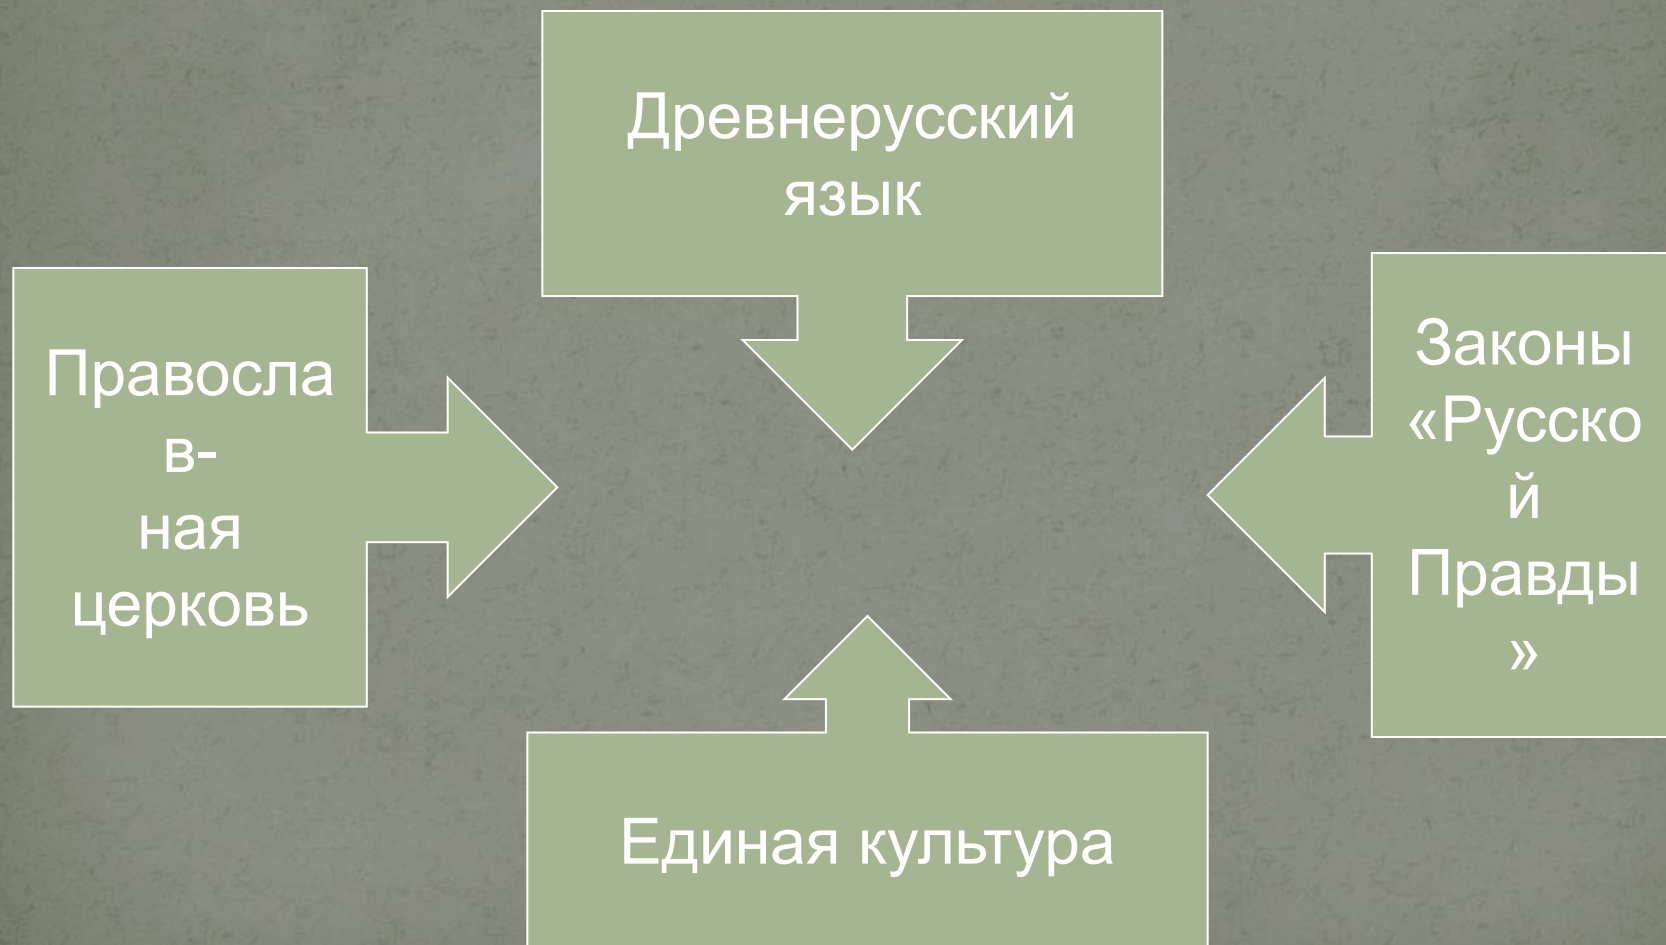 Древнерусский
язык
Правосла
в-
ная
церковь
Законы
«Русско
й
Правды
»
Единая культура